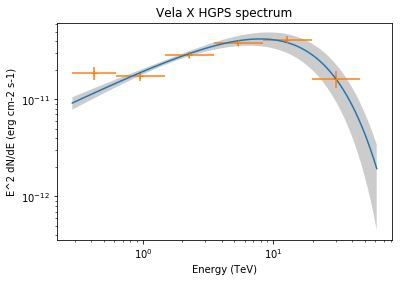 Vela X HGPS spectrum
E^2 dN/dE (erg cm-2 s-1)
10^{-11}
10^{-12}
10^0
10^1
Energy (TeV)